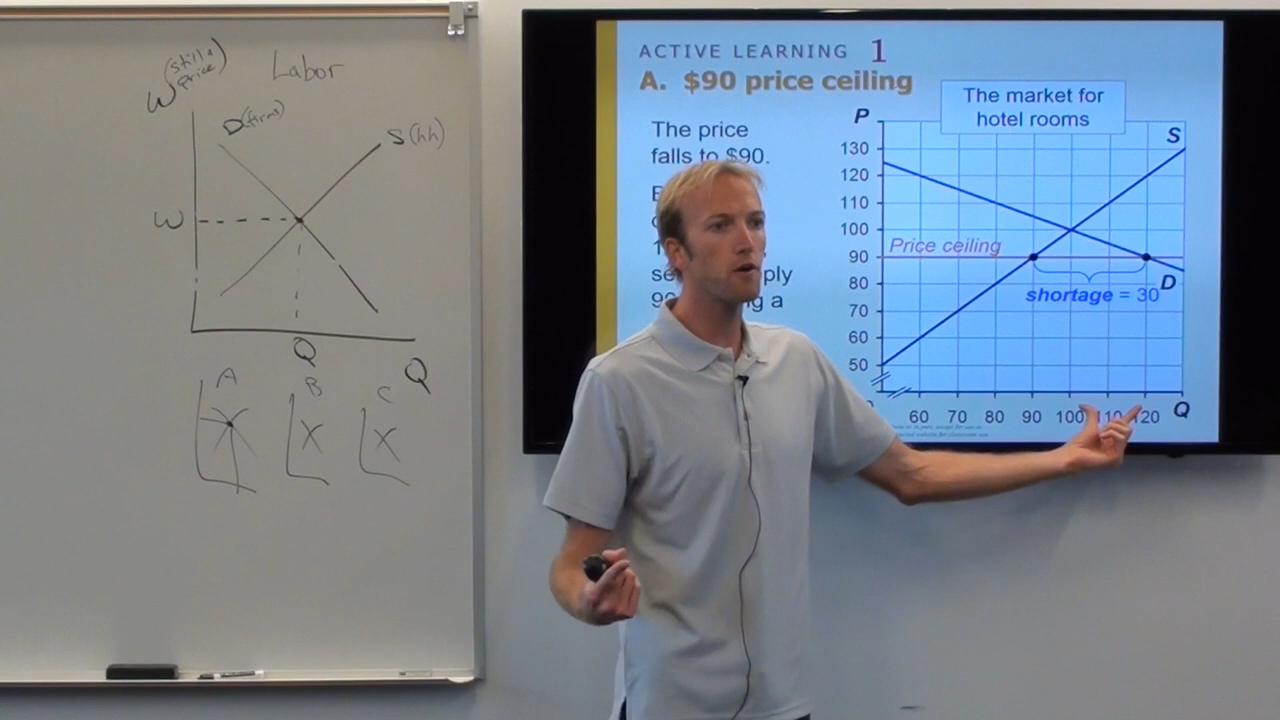 W (still a price)
Labor
D(firms)
S(hh)
W
Q
Q
A
B
C
ACTIVE LEARNING 1
A. $90 price ceiling
The price
falls to $90.
The market for
hotel rooms
P
S
130
120
110
100
90
80
70
60
50
Price ceiling
D
shortage = 30
60 70 80 90 100 110 120 Q